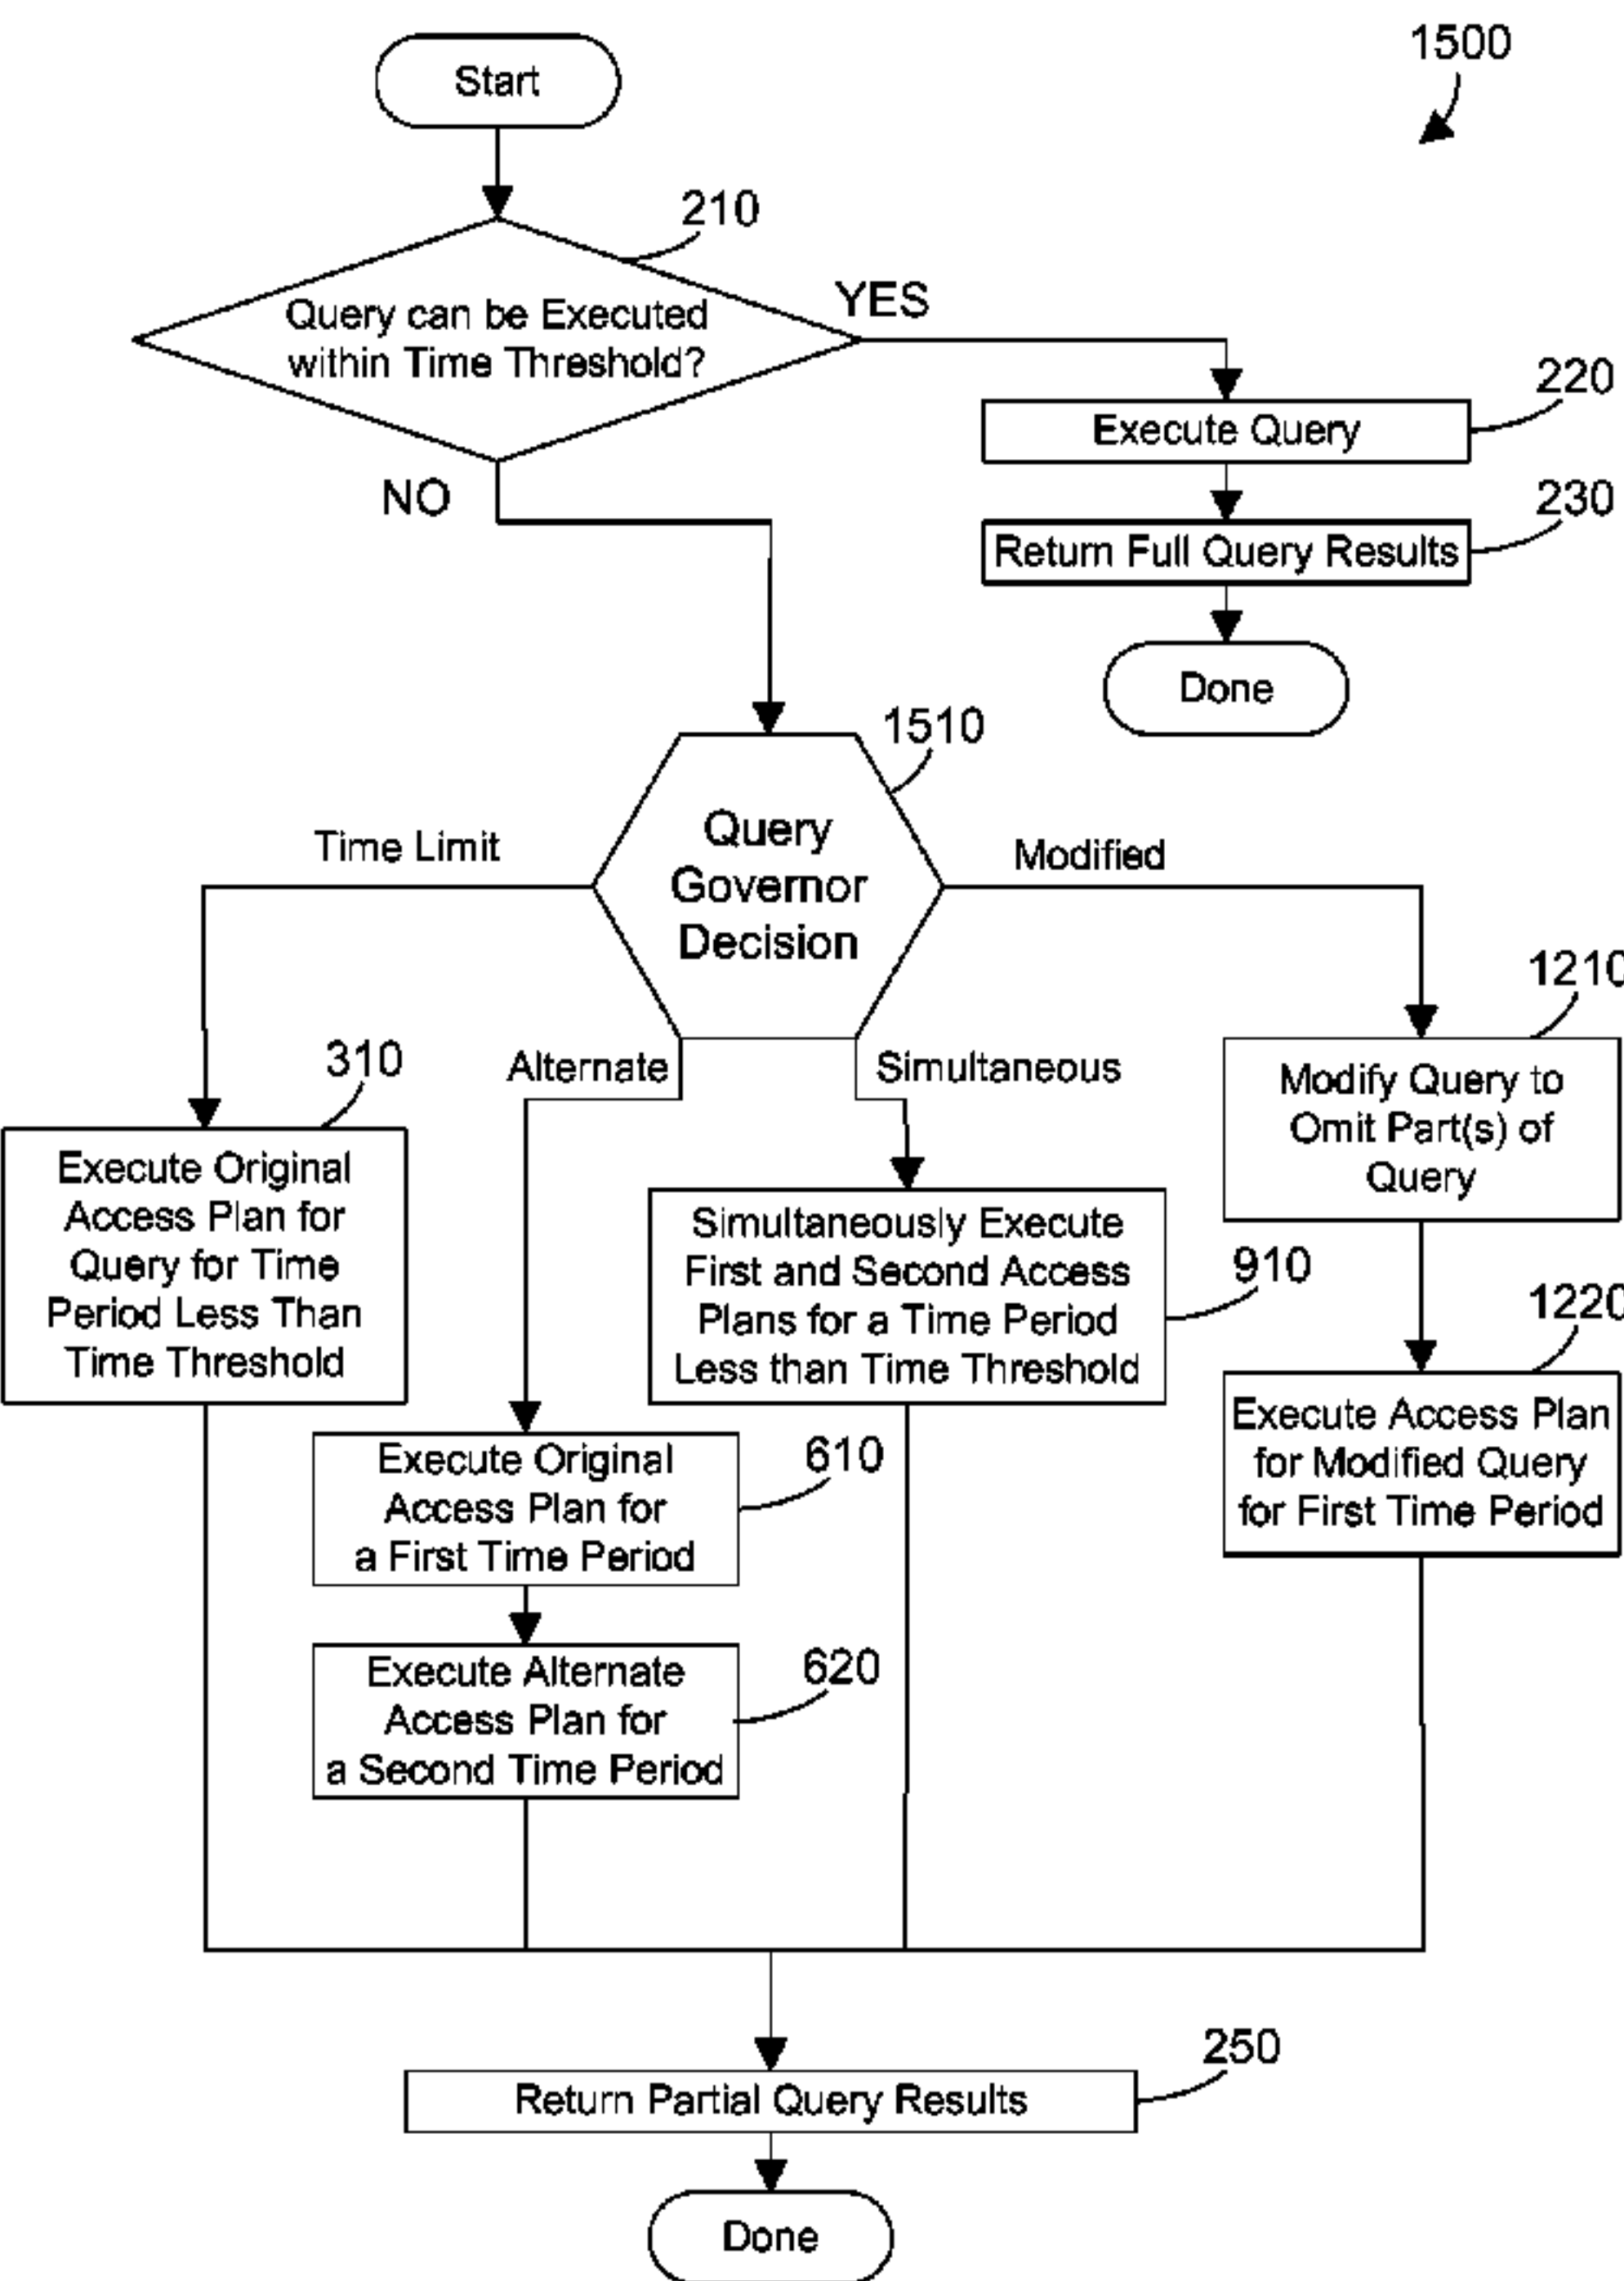 1500
Start
210
Query can be Executed
within Time Threshold?
YES
NO
220
Execute Query
230
Return Full Query Results
Done
1510
Query
Governor
Decision
Time Limit
Modified
Alternate
Simultaneous
310
Execute Original
Access Plan for
Query for Time
Period Less Than
Time Threshold
1210
Modify Query to
Omit Part(s) of
Query
Simultaneously Execute
First and Second Access
Plans for a Time Period
Less than Time Threshold
910
1220
Execute Access Plan
for Modified Query
for First Time Period
Execute Original
Access Plan for
a First Time Period
610
Execute Alternate
Access Plan for
a Second Time Period
620
250
Return Partial Query Results
Done